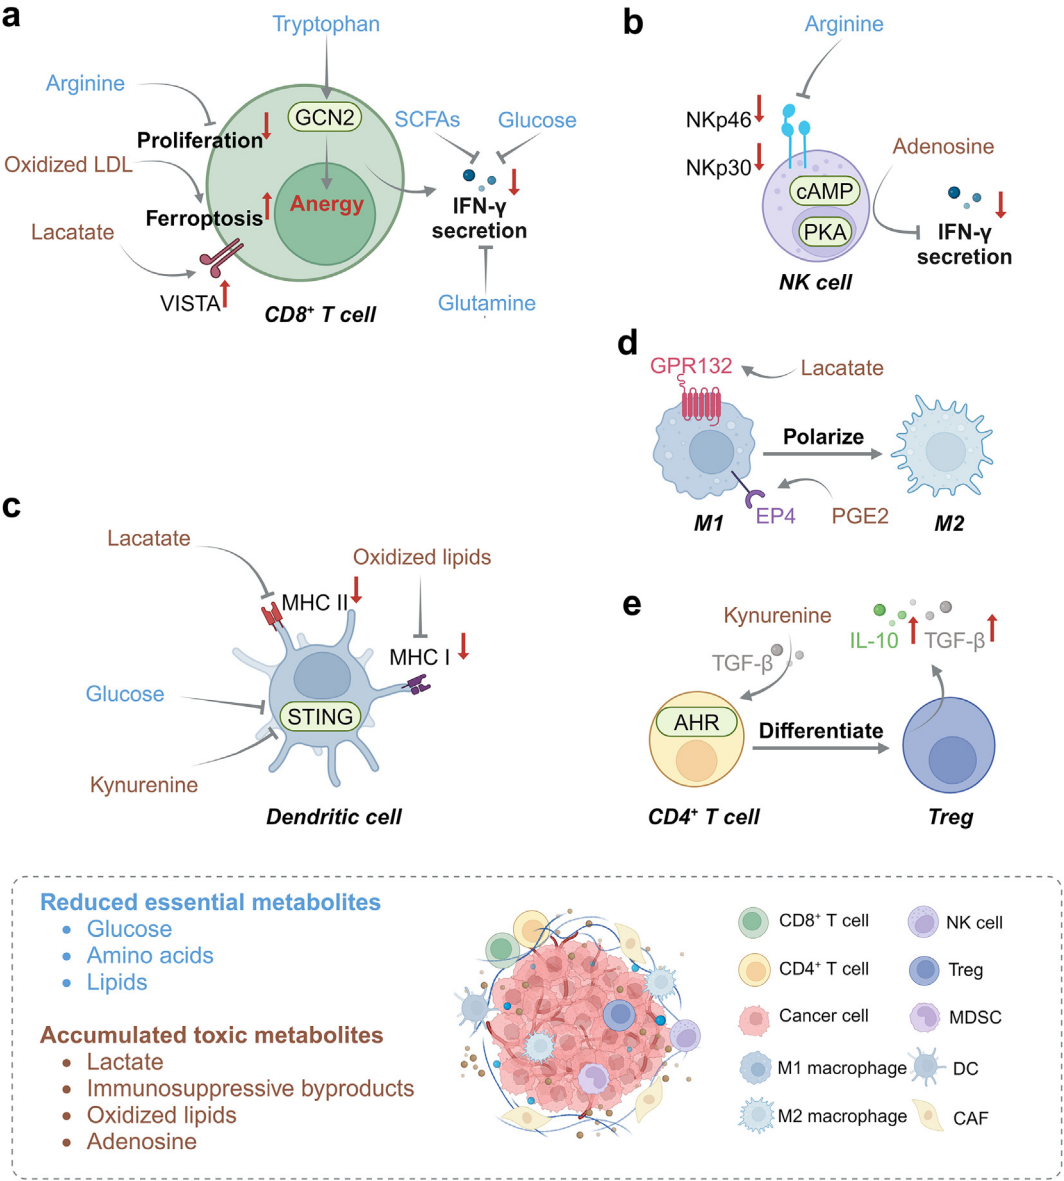 a
Tryptophan
Arginine
GCN2
SCFAs
Glucose
Proliferation
Oxidized LDL
Anergy
Ferroptosis
IFN-γ
secretion
Lacatate
VISTA
Glutamine
CD8⁺ T cell
b
Arginine
NKp46
NKp30
Adenosine
cAMP
PKA
IFN-γ
secretion
NK cell
c
Lacatate
Oxidized lipids
MHC II
MHC I
Glucose
STING
Kynurenine
Dendritic cell
d
GPR132
Lacatate
Polarize
EP4
PGE2
M1
M2
e
Kynurenine
IL-10
TGF-β
TGF-β
AHR
Differentiate
CD4⁺ T cell
Treg
Reduced essential metabolites
• Glucose
• Amino acids
• Lipids
Accumulated toxic metabolites
• Lactate
• Immunosuppressive byproducts
• Oxidized lipids
• Adenosine
CD8⁺ T cell
NK cell
CD4⁺ T cell
Treg
Cancer cell
MDSC
M1 macrophage
DC
M2 macrophage
CAF